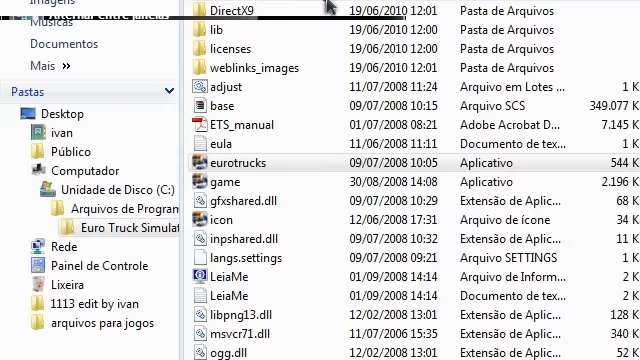 Imagens
Alternar entre janelas
Músicas
Documentos
Mais »
Pastas
Desktop
ivan
Público
Computador
Unidade de Disco (C:)
Arquivos de Program
Euro Truck Simulat
Rede
Painel de Controle
Lixeira
1113 edit by ivan
arquivos para jogos
DirectX9 19/06/2010 12:01 Pasta de Arquivos
lib 19/06/2010 12:00 Pasta de Arquivos
licenses 19/06/2010 12:00 Pasta de Arquivos
weblinks_images 19/06/2010 12:01 Pasta de Arquivos
adjust 11/07/2008 11:24 Arquivo em Lotes ... 1 K
base 09/07/2008 10:15 Arquivo SCS 349.077 K
ETS_manual 01/07/2008 08:21 Adobe Acrobat D... 7.145 K
eula 11/06/2008 11:11 Documento de tex... 1 K
eurotrucks 09/07/2008 10:05 Aplicativo 544 K
game 30/08/2008 14:08 Aplicativo 2.196 K
gfxshared.dll 09/07/2008 10:29 Extensão de Aplic... 68 K
icon 12/06/2008 17:31 Arquivo de ícone 34 K
inpshared.dll 09/07/2008 10:32 Extensão de Aplic... 11 K
langs.settings 09/07/2008 09:21 Arquivo SETTINGS 1 K
LeiaMe 01/09/2008 14:14 Arquivo de Inform... 2 K
LeiaMe 01/09/2008 14:14 Documento de tex... 2 K
libpng13.dll 12/02/2008 13:01 Extensão de Aplic... 140 K
msvcr71.dll 11/07/2006 15:35 Extensão de Aplic... 340 K
ogg.dll 12/02/2008 13:01 Extensão de Aplic... 52 K